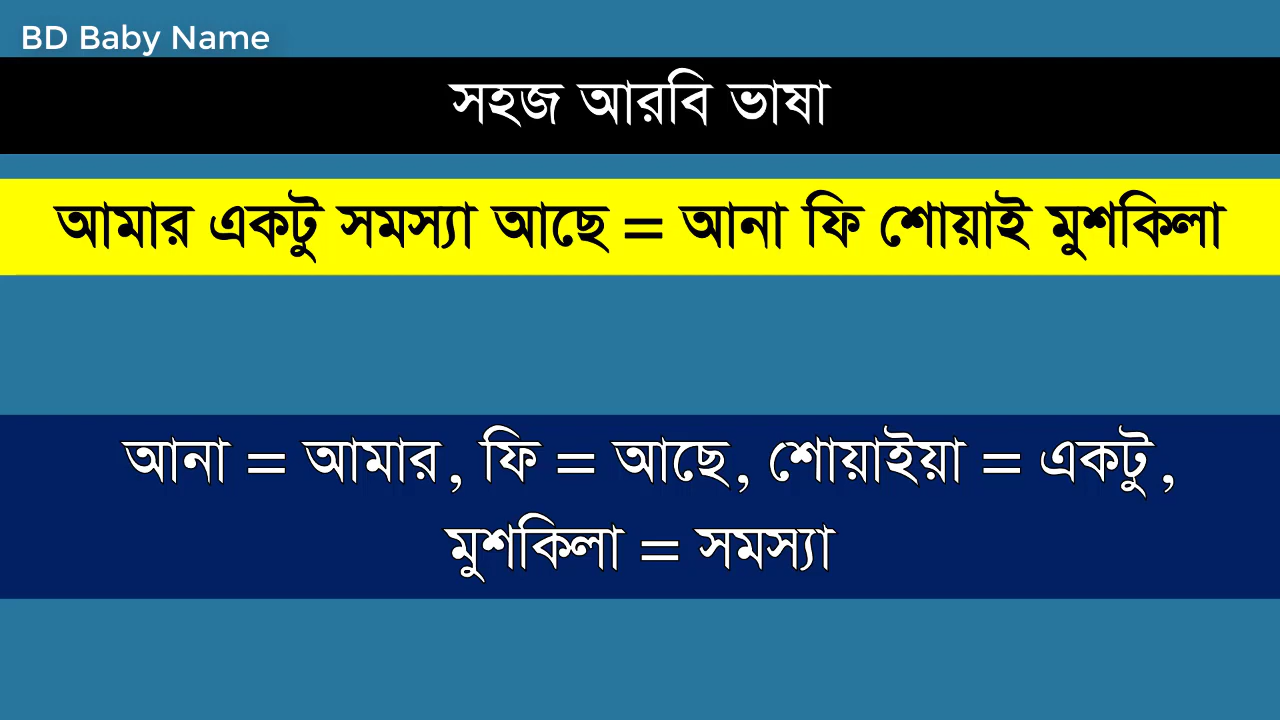 BD Baby Name
সহজ আরবি ভাষা
আমার একটু সমস্যা আছে = আনা ফি শোয়াই মুশকিলা
আনা = আমার, ফি = আছে, শোয়াইয়া = একটু,
মুশকিলা = সমস্যা